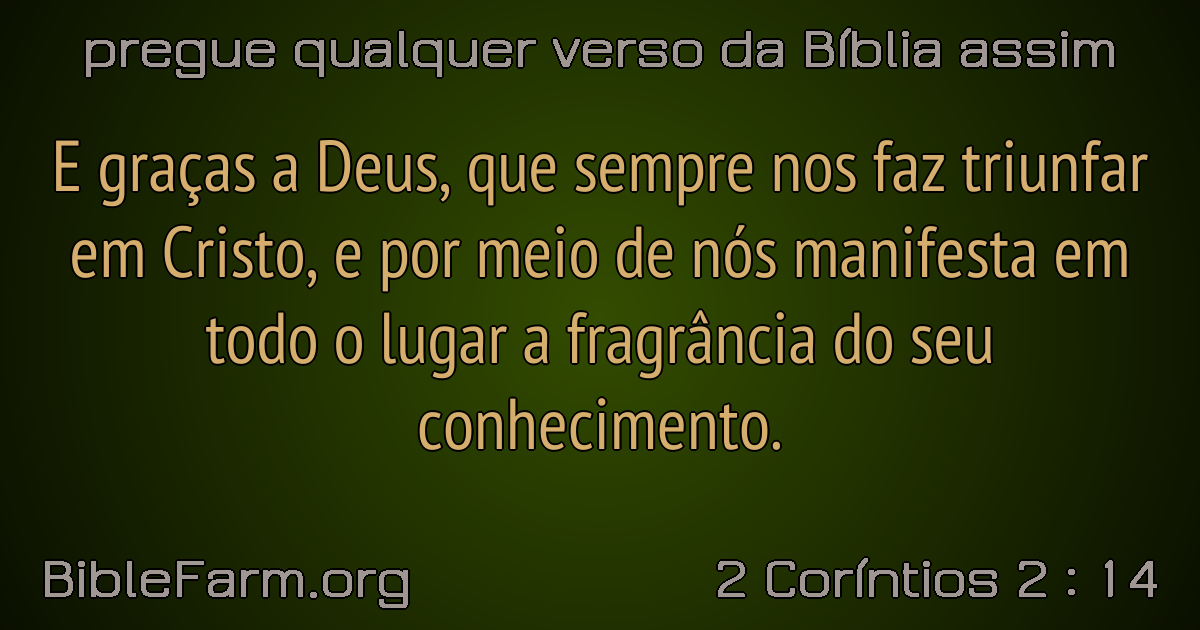 pregue qualquer verso da Bíblia assim
E graças a Deus, que sempre nos faz triunfar
em Cristo, e por meio de nós manifesta em
todo o lugar a fragrância do seu
conhecimento.
BibleFarm.org
2 Coríntios 2 : 14